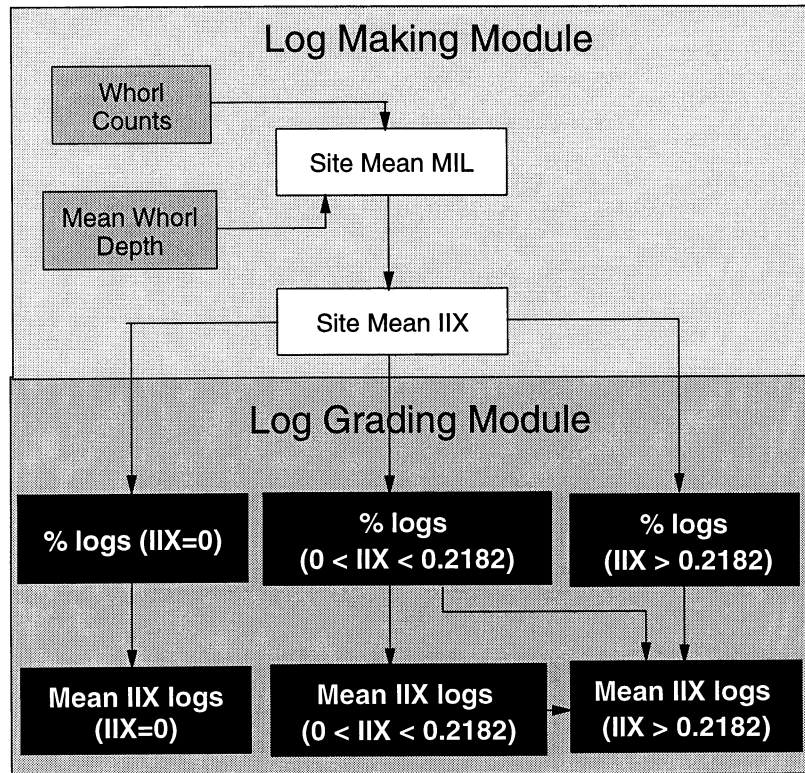 Log Making Module
Whorl
Counts
Site Mean MIL
Mean Whorl
Depth
Site Mean IIX
Log Grading Module
% logs (IIX=0)
% logs
(0 < IIX < 0.2182)
% logs
(IIX > 0.2182)
Mean IIX logs
(IIX=0)
Mean IIX logs
(0 < IIX < 0.2182)
Mean IIX logs
(IIX > 0.2182)